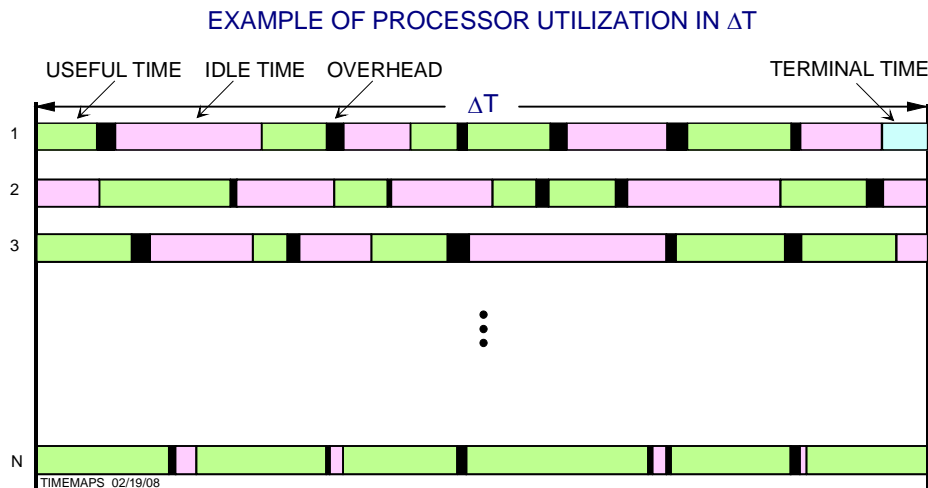 EXAMPLE OF PROCESSOR UTILIZATION IN ΔT
USEFUL TIME IDLE TIME OVERHEAD TERMINAL TIME
ΔT
1
2
3
N
TIMEMAPS 02/19/08